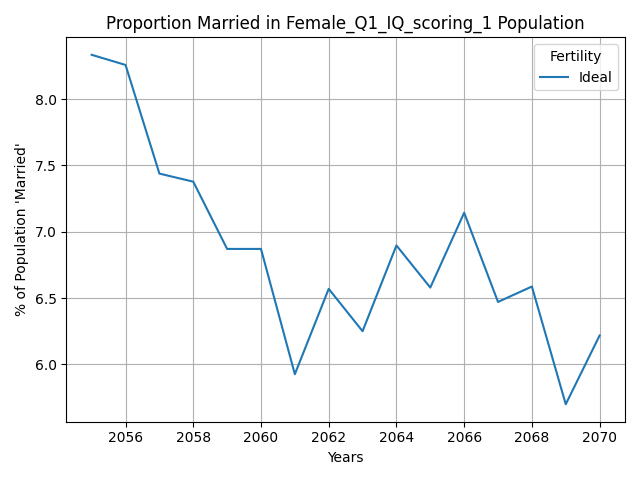 Proportion Married in Female_Q1_IQ_scoring_1 Population
Fertility
Ideal
% of Population 'Married'
8.0
7.5
7.0
6.5
6.0
2056 2058 2060 2062 2064 2066 2068 2070
Years